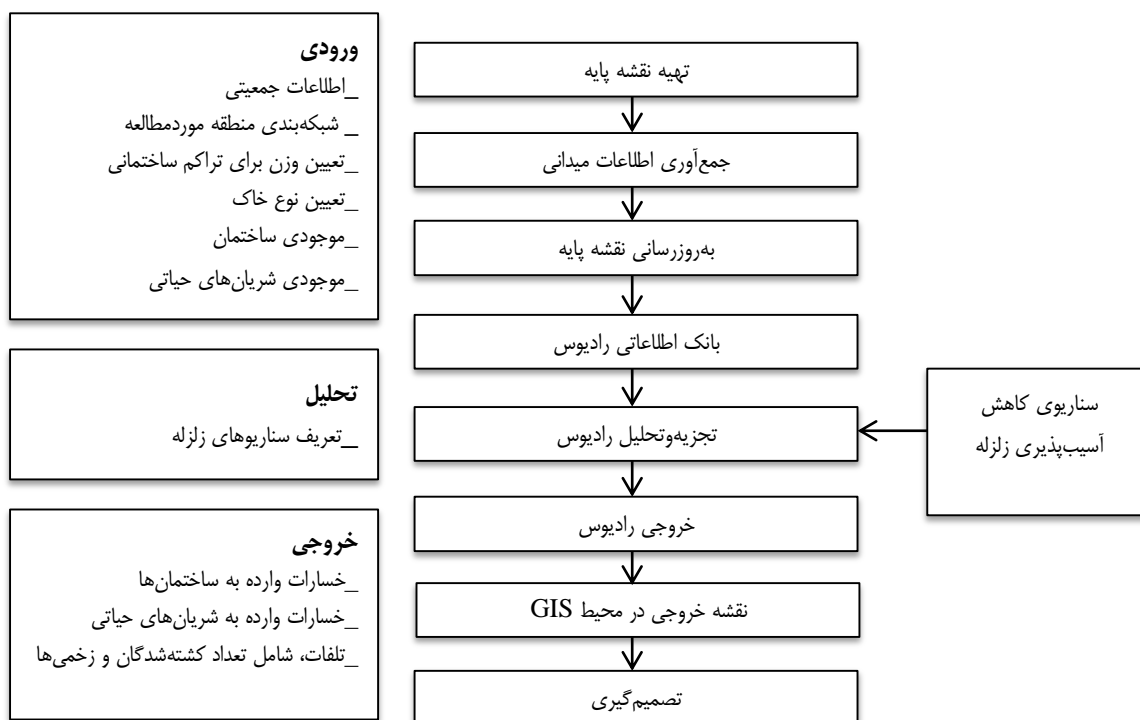 ورودی
_اطلاعات جمعیتی
_ شبکه‌بندی منطقه موردمطالعه
_تعیین وزن برای تراکم ساختمانی
_تعیین نوع خاک
_موجودی ساختمان
_موجودی شریان‌های حیاتی
تحلیل
_تعریف سناریوهای زلزله
خروجی
_خسارات وارده به ساختمان‌ها
_خسارات وارده به شریان‌های حیاتی
_تلفات، شامل تعداد کشته‌شدگان و زخمی‌ها
تهیه نقشه پایه
جمع‌آوری اطلاعات میدانی
به‌روزرسانی نقشه پایه
بانک اطلاعاتی رادیوس
تجزیه‌وتحلیل رادیوس
خروجی رادیوس
نقشه خروجی در محیط GIS
تصمیم‌گیری
سناریوی کاهش
آسیب‌پذیری زلزله